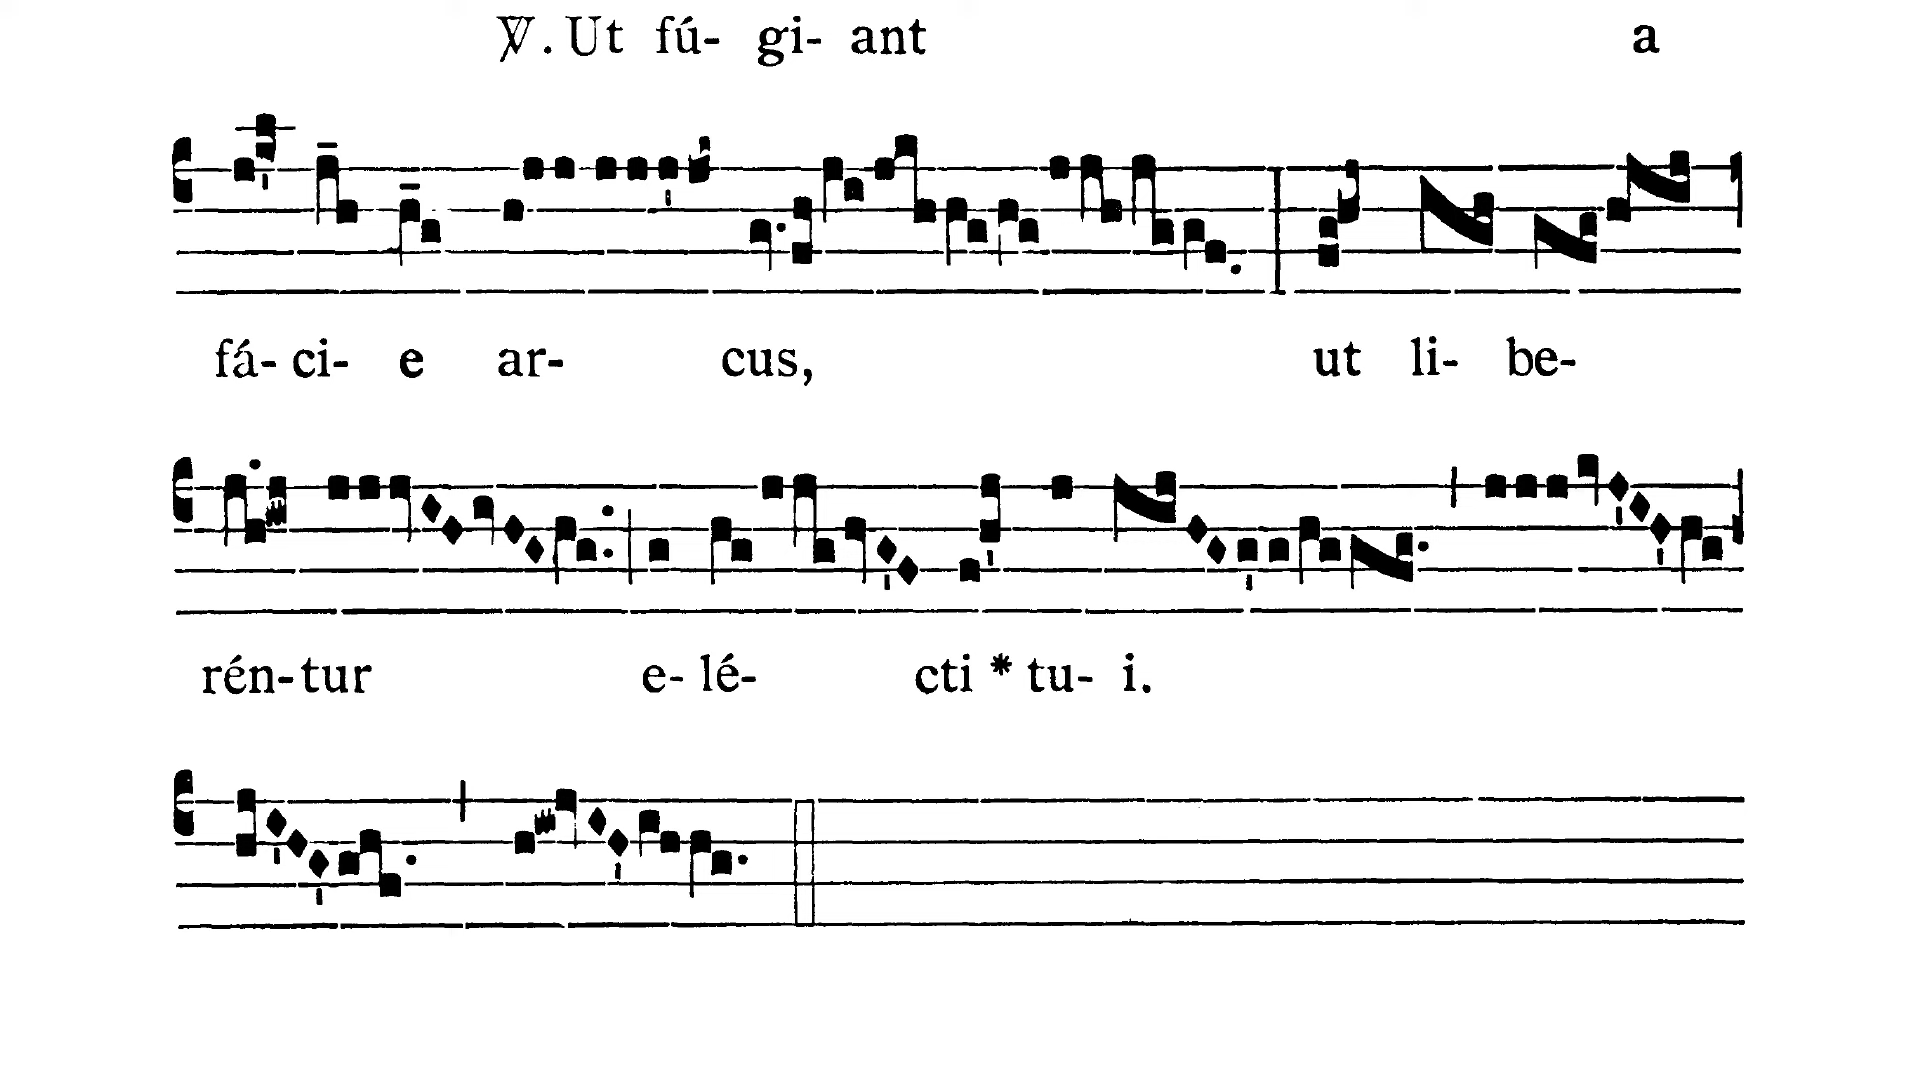 ℣. Ut fú- gi- ant a
fá- ci- e ar- cus, ut li- be-
rén-tur e- lé- cti * tu- i.